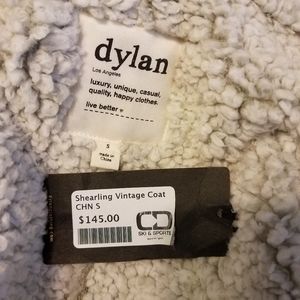 dylan
Los Angeles
luxury, unique, casual,
quality, happy clothes.
live better
S
made in
China
Shearling Vintage Coat
CHN S
$145.00
CD
SKI & SPORTS